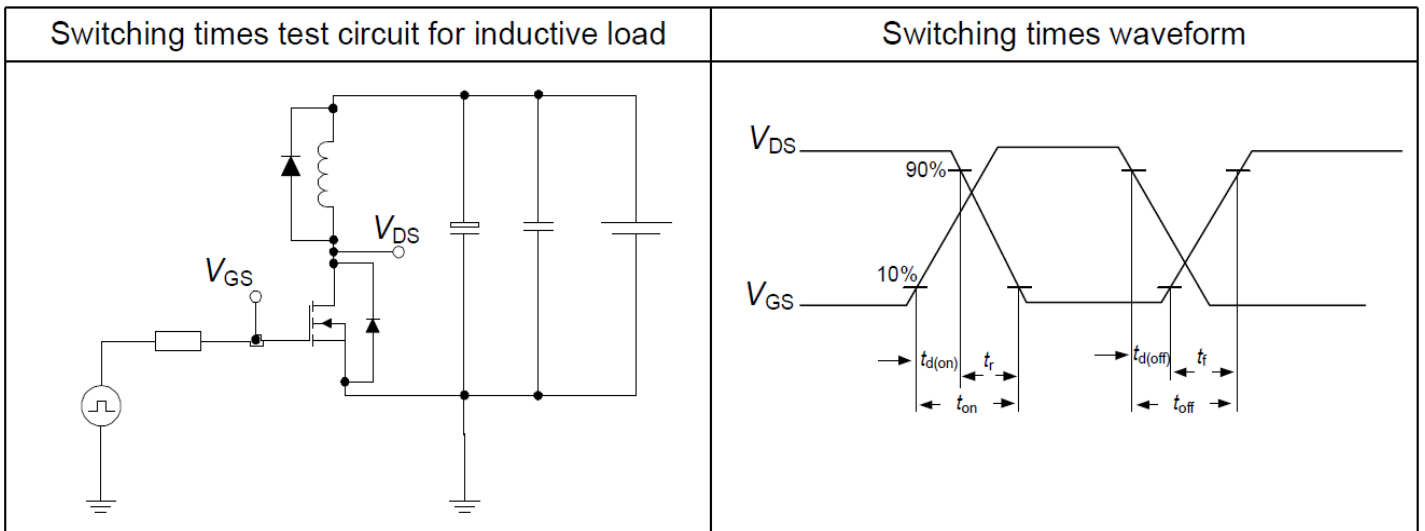 Switching times test circuit for inductive load
Switching times waveform
VDS
VGS
VDS
90%
10%
VGS
td(on)
tr
td(off)
tf
ton
toff